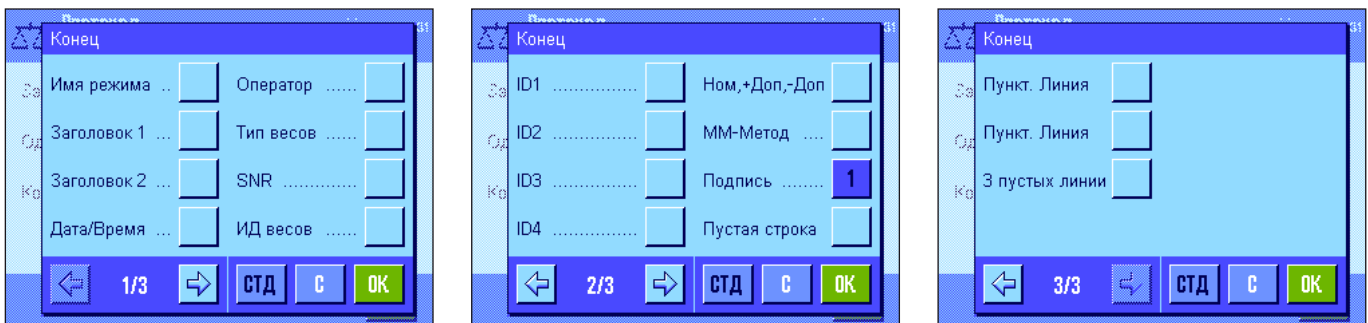 Конец
Имя режима ..
Оператор ......
Заголовок 1 ...
Тип весов ......
Заголовок 2 ...
SNR ...............
Дата/Время ...
ИД весов ......
1/3
СТД
C
OK
Конец
ID1 ................
Ном,+Доп,-Доп
ID2 ................
ММ-Метод ....
ID3 ................
Подпись ........ 1
ID4 ................
Пустая строка
2/3
СТД
C
OK
Конец
Пункт. Линия
Пункт. Линия
3 пустых линии
3/3
СТД
C
OK